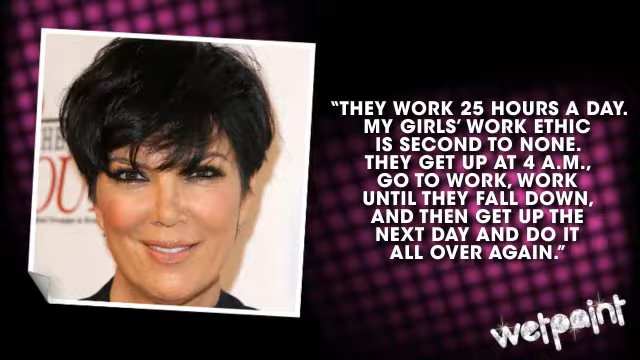 “THEY WORK 25 HOURS A DAY.
MY GIRLS’ WORK ETHIC
IS SECOND TO NONE.
THEY GET UP AT 4 A.M.,
GO TO WORK, WORK
UNTIL THEY FALL DOWN,
AND THEN GET UP THE
NEXT DAY AND DO IT
ALL OVER AGAIN.”
wetpaint